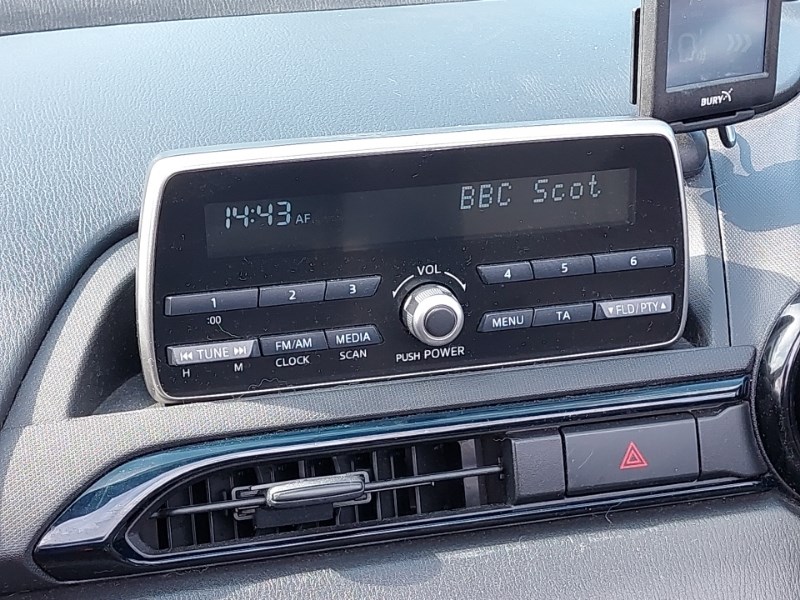 BURY
14:43 AF
BBC Scot
VOL
1 2 3
4 5 6
:00
TUNE
FM/AM
MEDIA
MENU
TA
FLD/PTY
H M
CLOCK
SCAN
PUSH POWER